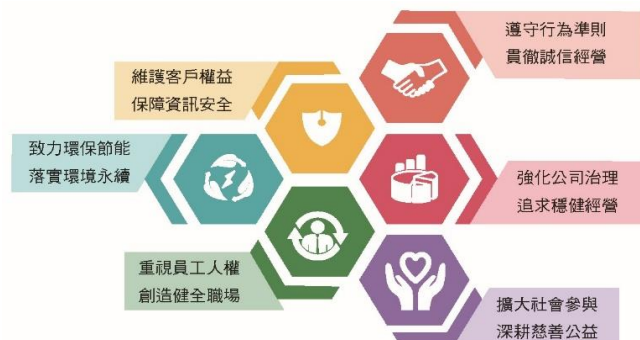 遵守行為準則
貫徹誠信經營
維護客戶權益
保障資訊安全
致力環保節能
落實環境永續
強化公司治理
追求穩健經營
重視員工人權
創造健全職場
擴大社會參與
深耕慈善公益